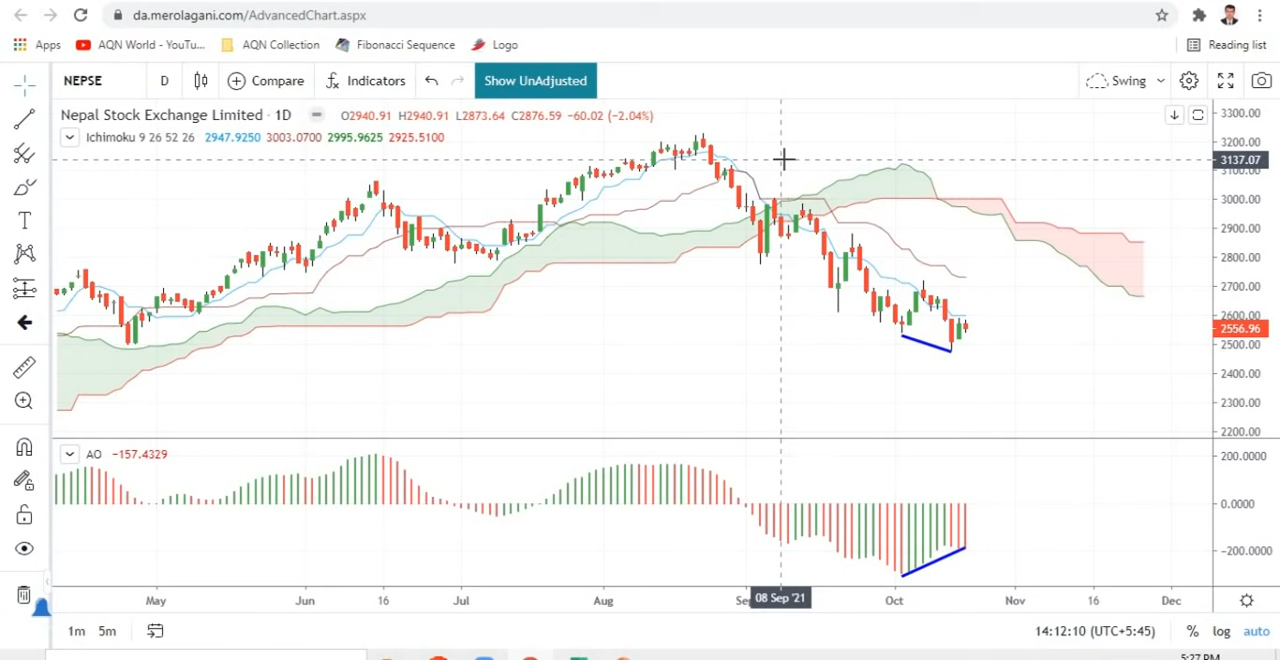 da.merolagani.com/AdvancedChart.aspx
Apps AQN World - YouTu... AQN Collection Fibonacci Sequence Logo Reading list
NEPSE D Compare Indicators Show UnAdjusted Swing
Nepal Stock Exchange Limited · 1D O2940.91 H2940.91 L2873.64 C2876.59 −60.02 (−2.04%)
Ichimoku 9 26 52 26 2947.9250 3003.0700 2995.9625 2925.5100
3300.00
3200.00
3137.07
3100.00
3000.00
2900.00
2800.00
2700.00
2600.00
2556.96
2500.00
2400.00
2300.00
2200.00
AO −157.4329
200.0000
0.0000
−200.0000
May Jun 16 Jul Aug Sep 08 Sep '21 Oct Nov 16 Dec
1m 5m 14:12:10 (UTC+5:45) % log auto
5:27 PM